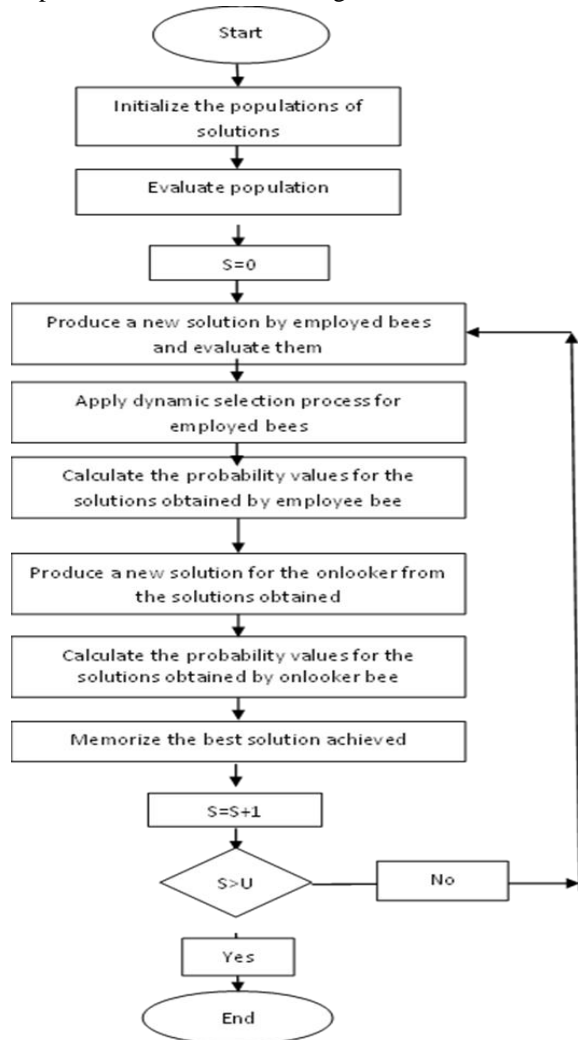 Start
Initialize the populations of
solutions
Evaluate population
S=0
Produce a new solution by employed bees
and evaluate them
Apply dynamic selection process for
employed bees
Calculate the probability values for the
solutions obtained by employee bee
Produce a new solution for the onlooker from
the solutions obtained
Calculate the probability values for the
solutions obtained by onlooker bee
Memorize the best solution achieved
S=S+1
S>U
No
Yes
End